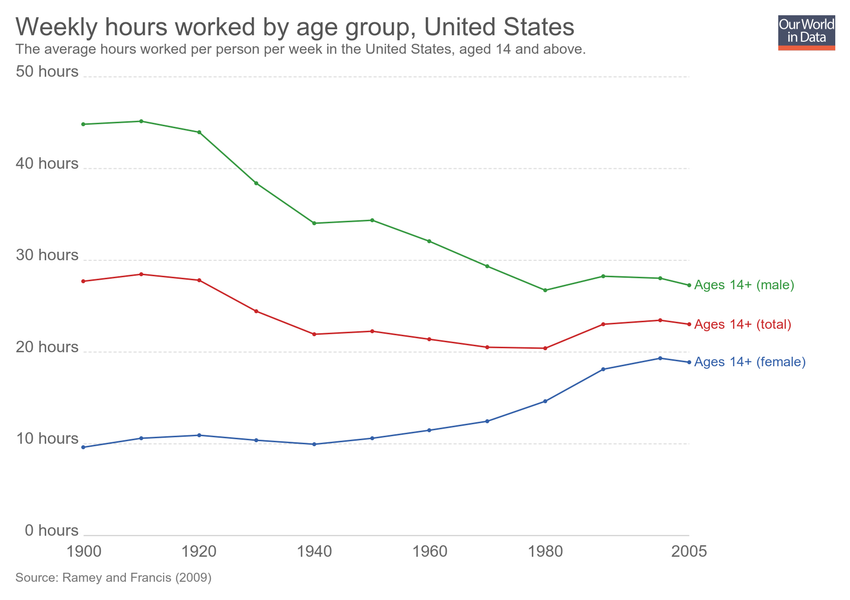 Weekly hours worked by age group, United States
The average hours worked per person per week in the United States, aged 14 and above.
Our World
in Data
50 hours
40 hours
30 hours
20 hours
10 hours
0 hours
Ages 14+ (male)
Ages 14+ (total)
Ages 14+ (female)
1900
1920
1940
1960
1980
2005
Source: Ramey and Francis (2009)